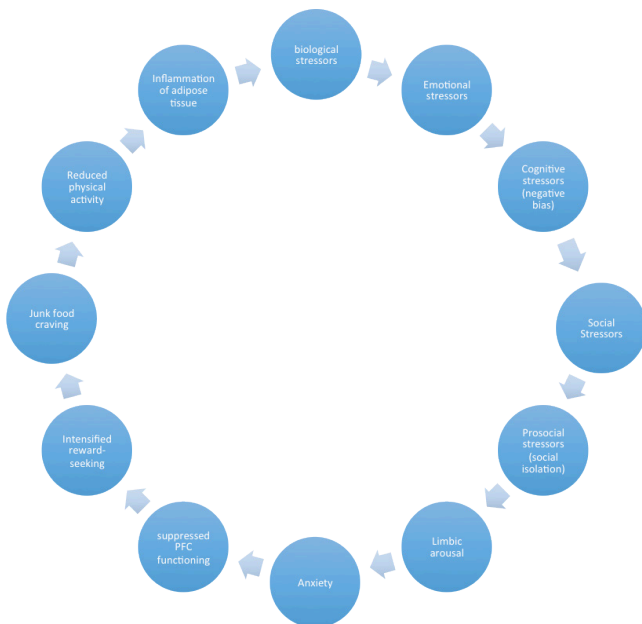 biological
stressors
Emotional
stressors
Cognitive
stressors
(negative
bias)
Social
Stressors
Prosocial
stressors
(social
isolation)
Limbic
arousal
Anxiety
suppressed
PFC
functioning
Intensified
reward-
seeking
Junk food
craving
Reduced
physical
activity
Inflammation
of adipose
tissue